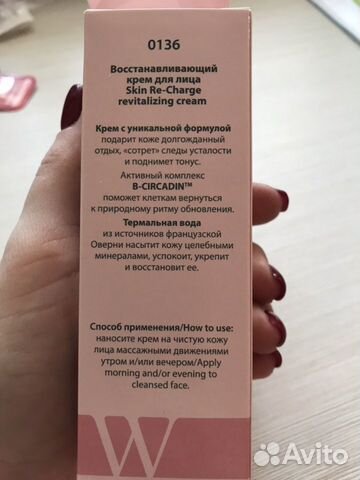 0136
Восстанавливающий
крем для лица
Skin Re-Charge
revitalizing cream
Крем с уникальной формулой
подарит коже долгожданный
отдых, «сотрет» следы усталости
и поднимет тонус.
Активный комплекс
B-CIRCADIN™
поможет клеткам вернуться
к природному ритму обновления.
Термальная вода
из источников французской
Оверни насытит кожу целебными
минералами, успокоит, укрепит
и восстановит ее.
Способ применения/How to use:
наносите крем на чистую кожу
лица массажными движениями
утром и/или вечером/Apply
morning and/or evening to
cleansed face.
W
Avito